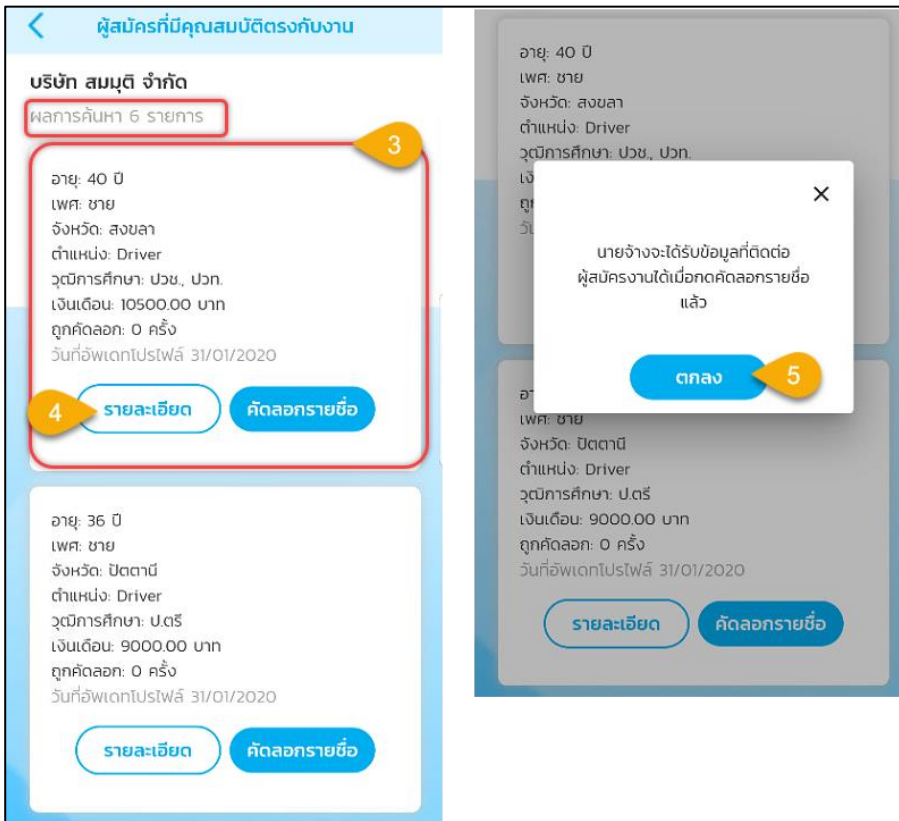 ผู้สมัครที่มีคุณสมบัติตรงกับงาน
บริษัท สมมุติ จำกัด
ผลการค้นหา 6 รายการ
3
อายุ: 40 ปี
เพศ: ชาย
จังหวัด: สงขลา
ตำแหน่ง: Driver
วุฒิการศึกษา: ปวช., ปวท.
เงินเดือน: 10500.00 บาท
ถูกคัดลอก: 0 ครั้ง
วันที่อัพเดทโปรไฟล์ 31/01/2020
4
รายละเอียด
คัดลอกรายชื่อ
อายุ: 36 ปี
เพศ: ชาย
จังหวัด: ปัตตานี
ตำแหน่ง: Driver
วุฒิการศึกษา: ป.ตรี
เงินเดือน: 9000.00 บาท
ถูกคัดลอก: 0 ครั้ง
วันที่อัพเดทโปรไฟล์ 31/01/2020
รายละเอียด
คัดลอกรายชื่อ
อายุ: 40 ปี
เพศ: ชาย
จังหวัด: สงขลา
ตำแหน่ง: Driver
วุฒิการศึกษา: ปวช., ปวท.
นายจ้างจะได้รับข้อมูลที่ติดต่อ
ผู้สมัครงานได้เมื่อกดคัดลอกรายชื่อ
แล้ว
ตกลง
5
เพศ: ชาย
จังหวัด: ปัตตานี
ตำแหน่ง: Driver
วุฒิการศึกษา: ป.ตรี
เงินเดือน: 9000.00 บาท
ถูกคัดลอก: 0 ครั้ง
วันที่อัพเดทโปรไฟล์ 31/01/2020
รายละเอียด
คัดลอกรายชื่อ